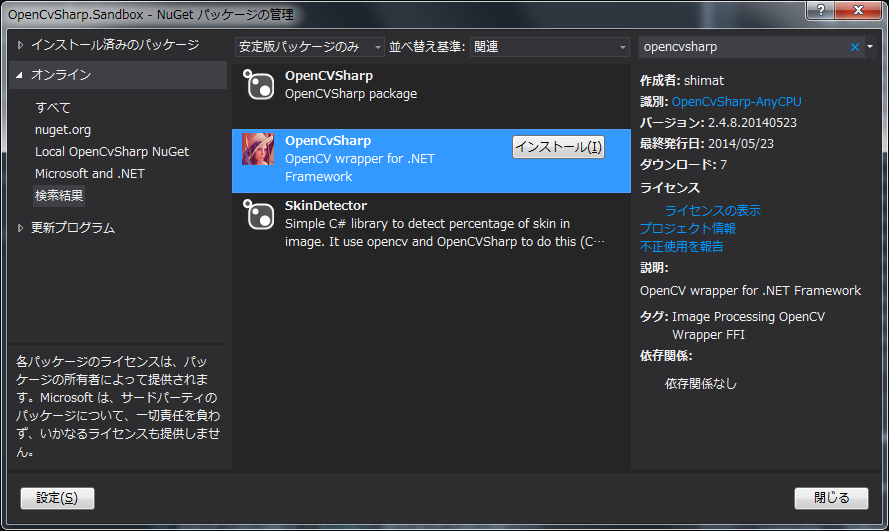 OpenCvSharp.Sandbox - NuGet パッケージの管理
インストール済みのパッケージ
オンライン
すべて
nuget.org
Local OpenCvSharp NuGet
Microsoft and .NET
検索結果
更新プログラム
各パッケージのライセンスは、パッ
ケージの所有者によって提供されま
す。Microsoft は、サードパーティの
パッケージについて、一切責任を負わ
ず、いかなるライセンスも提供しませ
ん。
設定(S)
安定版パッケージのみ 並べ替え基準: 関連
OpenCVSharp
OpenCVSharp package
OpenCvSharp
インストール(I)
OpenCV wrapper for .NET
Framework
SkinDetector
Simple C# library to detect percentage of skin in
image. It use opencv and OpenCVSharp to do this (C…
opencvsharp
作成者: shimat
識別: OpenCvSharp-AnyCPU
バージョン: 2.4.8.20140523
最終発行日: 2014/05/23
ダウンロード: 7
ライセンス
ライセンスの表示
プロジェクト情報
不正使用を報告
説明:
OpenCV wrapper for .NET Framework
タグ: Image Processing OpenCV
Wrapper FFI
依存関係:
依存関係なし
閉じる